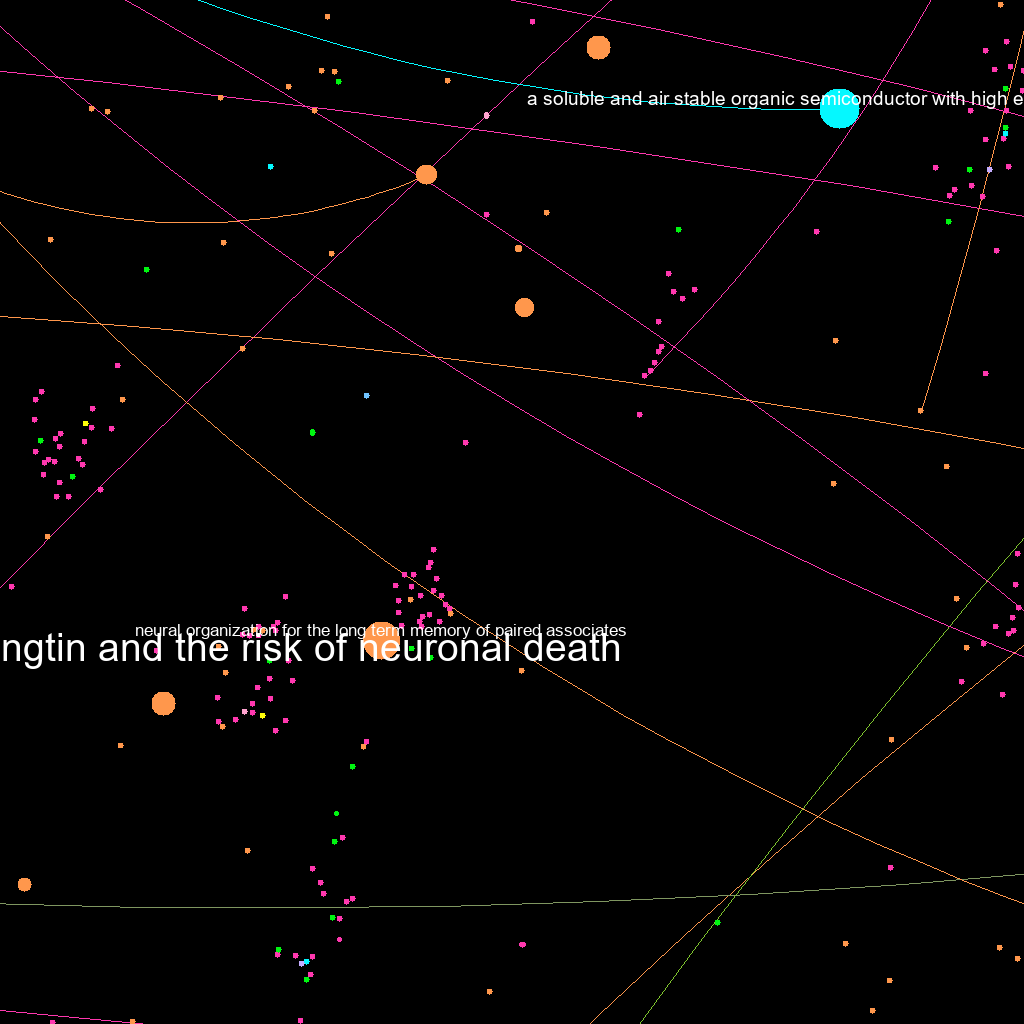 a soluble and air stable organic semiconductor with high
neural organization for the long term memory of paired associates
ngtin and the risk of neuronal death